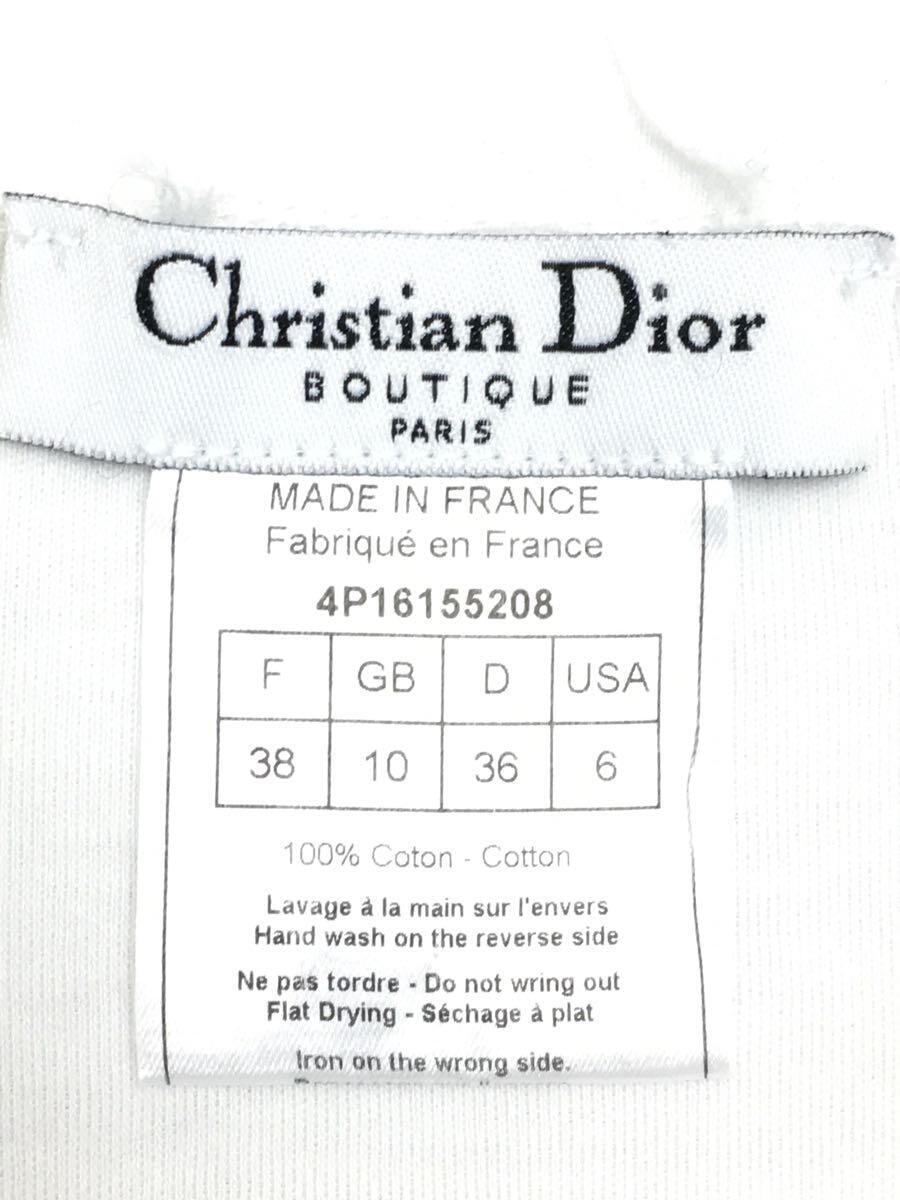 Christian Dior
BOUTIQUE
PARIS
MADE IN FRANCE
Fabriqué en France
4P16155208
F GB D USA
38 10 36 6
100% Coton - Cotton
Lavage à la main sur l'envers
Hand wash on the reverse side
Ne pas tordre - Do not wring out
Flat Drying - Séchage à plat
Iron on the wrong side.